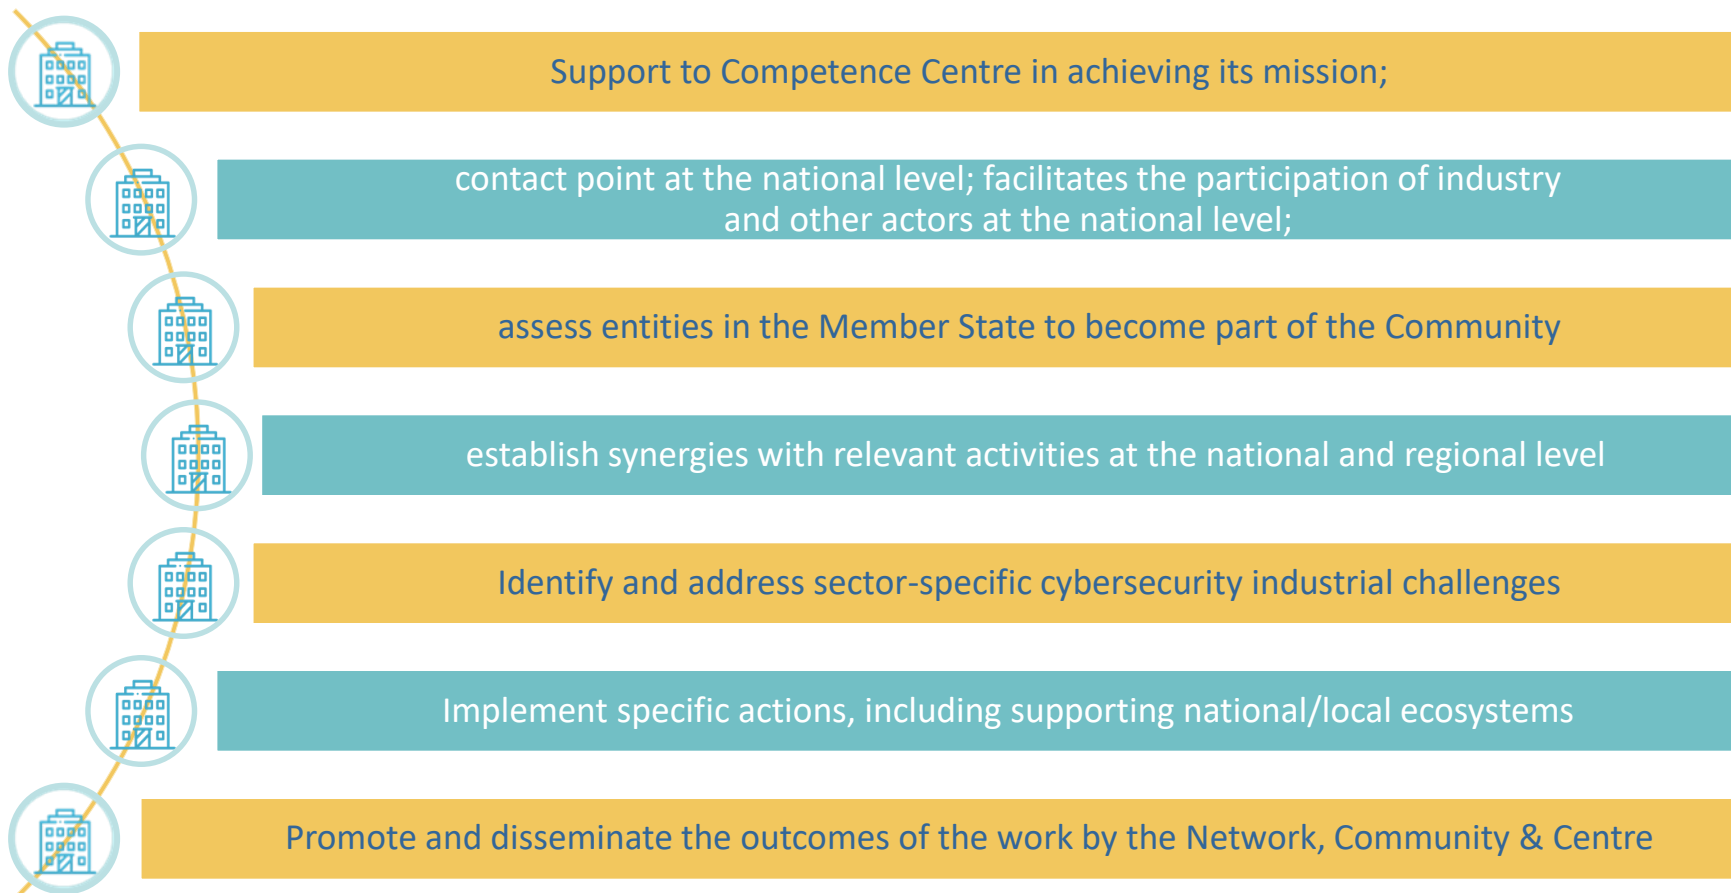 Support to Competence Centre in achieving its mission;
contact point at the national level; facilitates the participation of industry
and other actors at the national level;
assess entities in the Member State to become part of the Community
establish synergies with relevant activities at the national and regional level
Identify and address sector-specific cybersecurity industrial challenges
Implement specific actions, including supporting national/local ecosystems
Promote and disseminate the outcomes of the work by the Network, Community & Centre